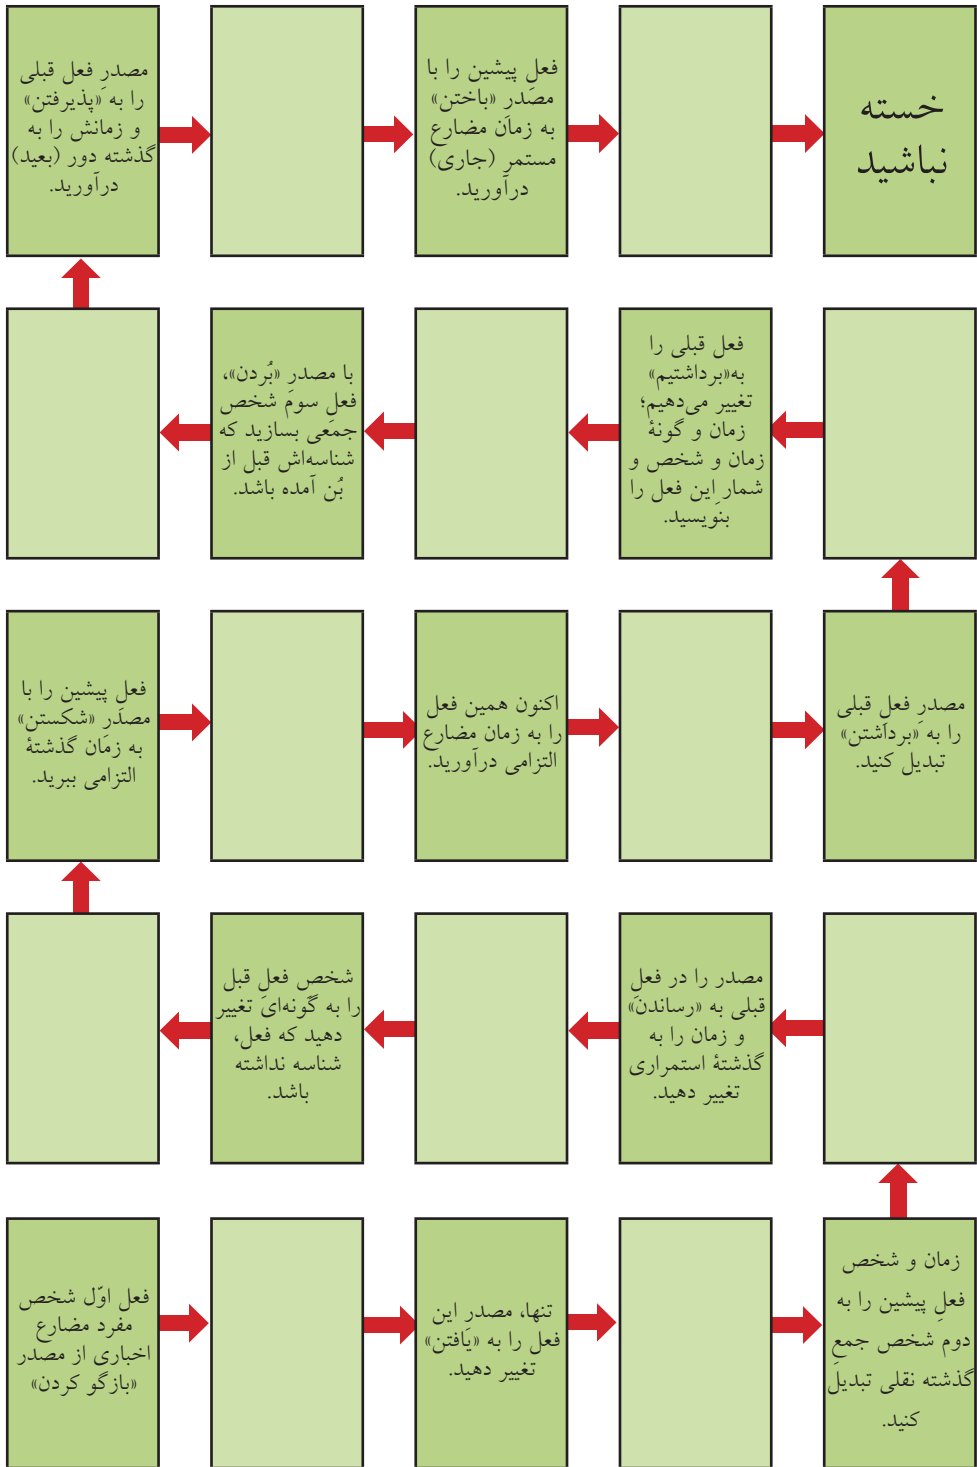 خسته
نباشید
فعلِ پیشین را با
مصدرِ «باختن»
به زمان مضارع
مستمرِ (جاری)
درآورید.
مصدرِ فعل قبلی
را به «پذیرفتن»
و زمانش را به
گذشته دور (بعید)
درآورید.
فعل قبلی را
به«برداشتیم»
تغییر می‌دهیم؛
زمان و گونهٔ
زمان و شخص و
شمار این فعل را
بنویسید.
با مصدرِ «بُردن»،
فعلِ سوم شخص
جمعی بسازید که
شناسه‌اش قبل از
بُن آمده باشد.
مصدرِ فعلِ قبلی
را به «برداشتن»
تبدیل کنید.
اکنون همین فعل
را به زمان مضارعِ
التزامی درآورید.
فعلِ پیشین را با
مصدرِ «شکستن»
به زمان گذشتهٔ
التزامی ببرید.
مصدر را در فعلِ
قبلی به «رساندن»
و زمان را به
گذشتهٔ استمراری
تغییر دهید.
شخص فعلِ قبل
را به گونه‌ای تغییر
دهید که فعل،
شناسه نداشته
باشد.
زمان و شخص
فعلِ پیشین را به
دوم شخص جمعِ
گذشته نقلی تبدیل
کنید.
تنها، مصدر این
فعل را به «یافتن»
تغییر دهید.
فعل اوّل شخص
مفرد مضارع
اخباری از مصدر
«بازگو کردن»